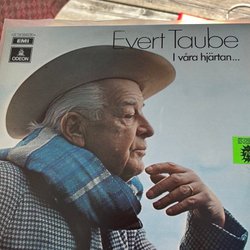 Evert Taube
I våra hjärtan...
EMI
ODEON